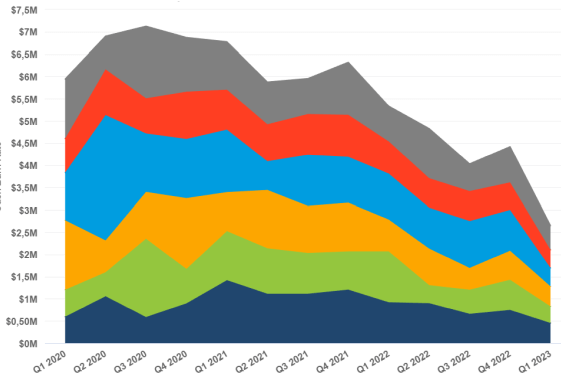 $7,5M
$7M
$6,5M
$6M
$5,5M
$5M
$4,5M
$4M
$3,5M
$3M
$2,5M
$2M
$1,5M
$1M
$0,50M
$0M
Q1 2020
Q2 2020
Q3 2020
Q4 2020
Q1 2021
Q2 2021
Q3 2021
Q4 2021
Q1 2022
Q2 2022
Q3 2022
Q4 2022
Q1 2023